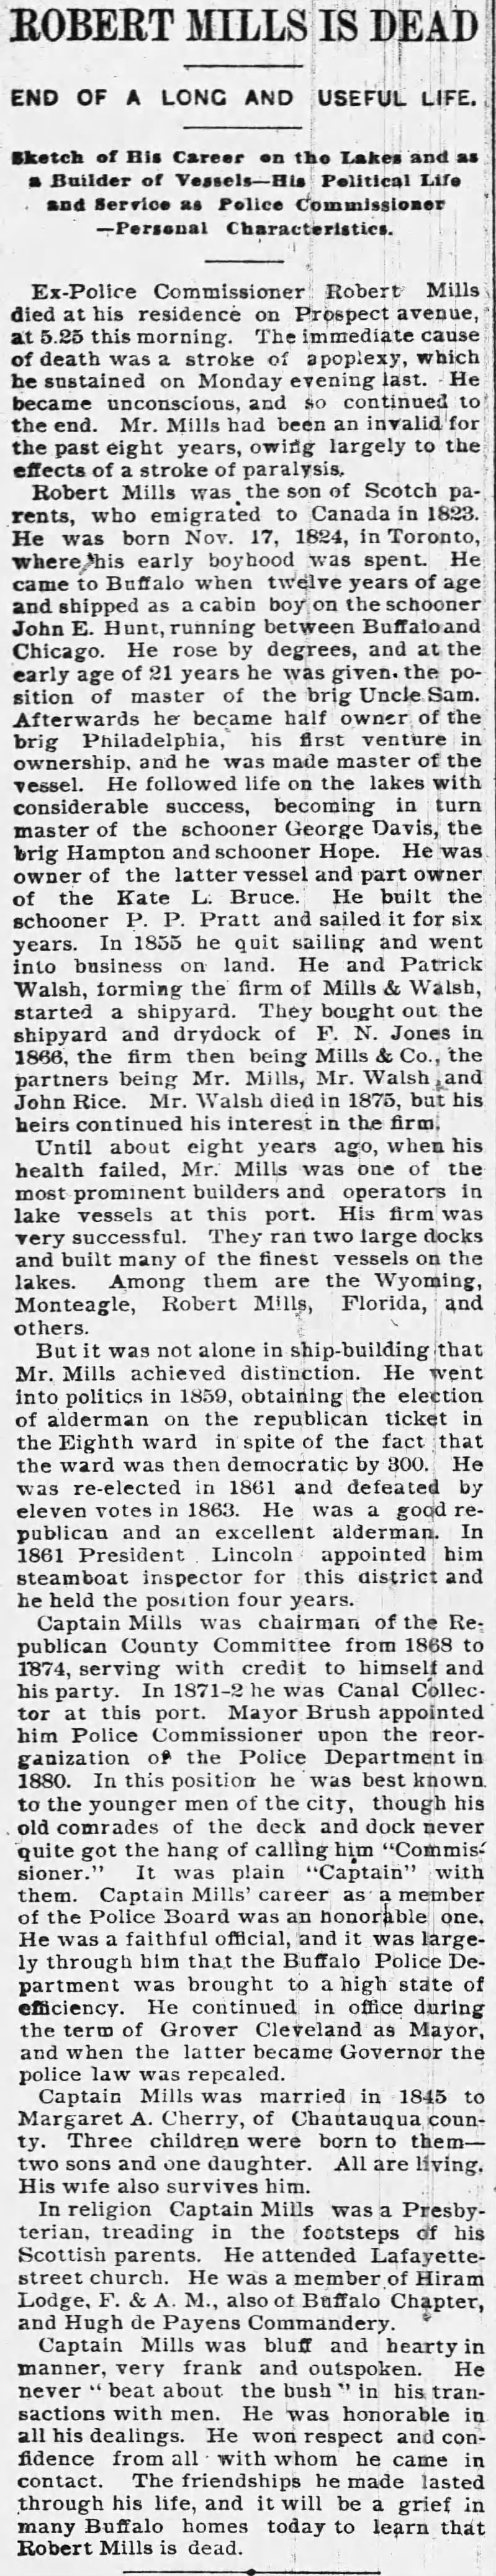 ROBERT MILLS IS DEAD
END OF A LONG AND USEFUL LIFE.
Sketch of His Career on the Lakes and as
a Builder of Vessels—His Political Life
and Service as Police Commissioner
—Personal Characteristics.
Ex-Police Commissioner Robert Mills
died at his residence on Prospect avenue,
at 5.25 this morning. The immediate cause
of death was a stroke of apoplexy, which
he sustained on Monday evening last. He
became unconscious, and so continued to
the end. Mr. Mills had been an invalid for
the past eight years, owing largely to the
effects of a stroke of paralysis.
Robert Mills was the son of Scotch pa-
rents, who emigrated to Canada in 1823.
He was born Nov. 17, 1824, in Toronto,
where his early boyhood was spent. He
came to Buffalo when twelve years of age
and shipped as a cabin boy on the schooner
John E. Hunt, running between Buffalo and
Chicago. He rose by degrees, and at the
early age of 21 years he was given the po-
sition of master of the brig Uncle Sam.
Afterwards he became half owner of the
brig Philadelphia, his first venture in
ownership, and he was made master of the
vessel. He followed life on the lakes with
considerable success, becoming in turn
master of the schooner George Davis, the
brig Hampton and schooner Hope. He was
owner of the latter vessel and part owner
of the Kate L. Bruce. He built the
schooner P. P. Pratt and sailed it for six
years. In 1855 he quit sailing and went
into business on land. He and Patrick
Walsh, forming the firm of Mills & Walsh,
started a shipyard. They bought out the
shipyard and drydock of F. N. Jones in
1866, the firm then being Mills & Co., the
partners being Mr. Mills, Mr. Walsh and
John Rice. Mr. Walsh died in 1875, but his
heirs continued his interest in the firm.
Until about eight years ago, when his
health failed, Mr. Mills was one of the
most prominent builders and operators in
lake vessels at this port. His firm was
very successful. They ran two large docks
and built many of the finest vessels on the
lakes. Among them are the Wyoming,
Monteagle, Robert Mills, Florida, and
others.
But it was not alone in ship-building that
Mr. Mills achieved distinction. He went
into politics in 1859, obtaining the election
of alderman on the republican ticket in
the Eighth ward in spite of the fact that
the ward was then democratic by 300. He
was re-elected in 1861 and defeated by
eleven votes in 1863. He was a good re-
publican and an excellent alderman. In
1861 President Lincoln appointed him
steamboat inspector for this district and
he held the position four years.
Captain Mills was chairman of the Re-
publican County Committee from 1868 to
1874, serving with credit to himself and
his party. In 1871-2 he was Canal Collec-
tor at this port. Mayor Brush appointed
him Police Commissioner upon the reor-
ganization of the Police Department in
1880. In this position he was best known
to the younger men of the city, though his
old comrades of the deck and dock never
quite got the hang of calling him "Commis-
sioner." It was plain "Captain" with
them. Captain Mills' career as a member
of the Police Board was an honorable one.
He was a faithful official, and it was large-
ly through him that the Buffalo Police De-
partment was brought to a high state of
efficiency. He continued in office during
the term of Grover Cleveland as Mayor,
and when the latter became Governor the
police law was repealed.
Captain Mills was married in 1845 to
Margaret A. Cherry, of Chautauqua coun-
ty. Three children were born to them—
two sons and one daughter. All are living.
His wife also survives him.
In religion Captain Mills was a Presby-
terian, treading in the footsteps of his
Scottish parents. He attended Lafayette-
street church. He was a member of Hiram
Lodge, F. & A. M., also of Buffalo Chapter,
and Hugh de Payens Commandery.
Captain Mills was bluff and hearty in
manner, very frank and outspoken. He
never " beat about the bush " in his tran-
sactions with men. He was honorable in
all his dealings. He won respect and con-
fidence from all with whom he came in
contact. The friendships he made lasted
through his life, and it will be a grief in
many Buffalo homes today to learn that
Robert Mills is dead.